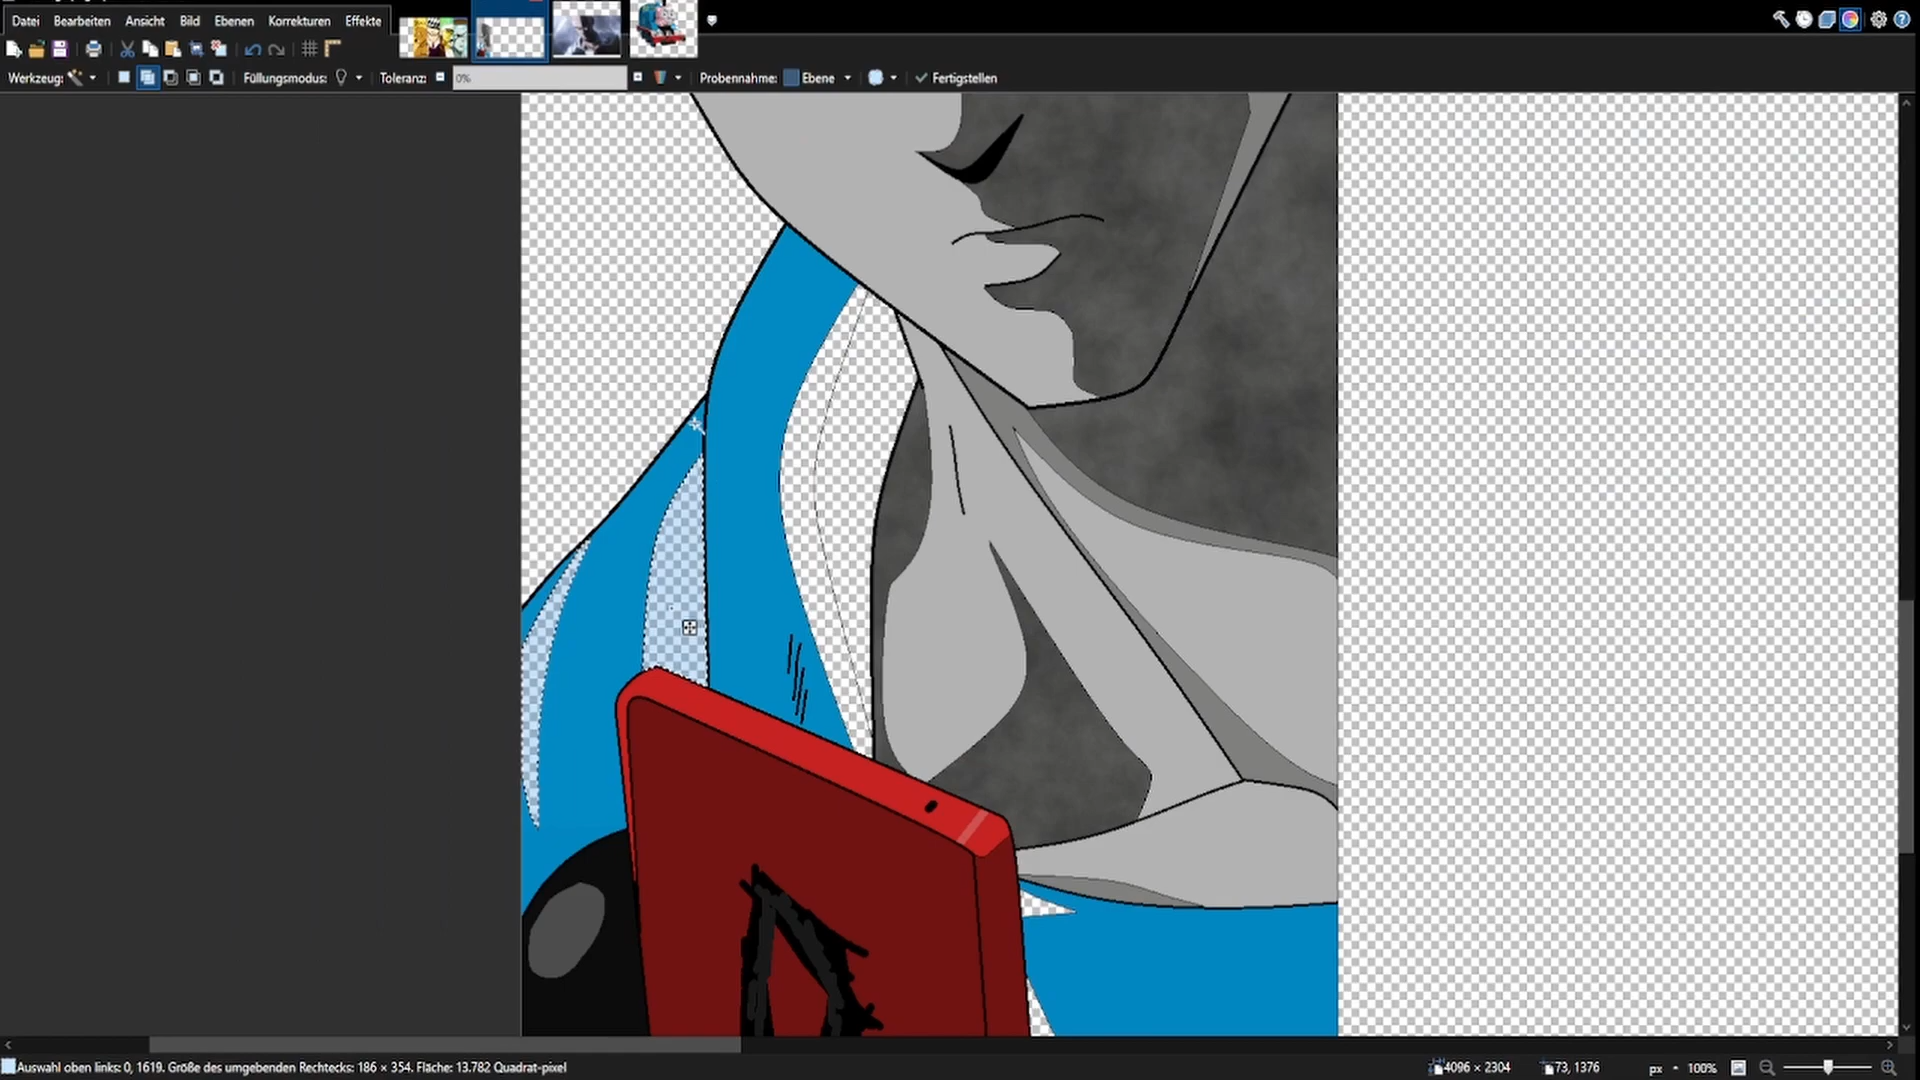 Datei Bearbeiten Ansicht Bild Ebenen Korrekturen Effekte
Werkzeug: Füllungsmodus: Toleranz: 0% Probennahme: Ebene Fertigstellen
Auswahl oben links: 0, 1619. Größe des umgebenden Rechtecks: 186 × 354. Fläche: 13.782 Quadrat-pixel 4096 × 2304 73, 1376 px 100%